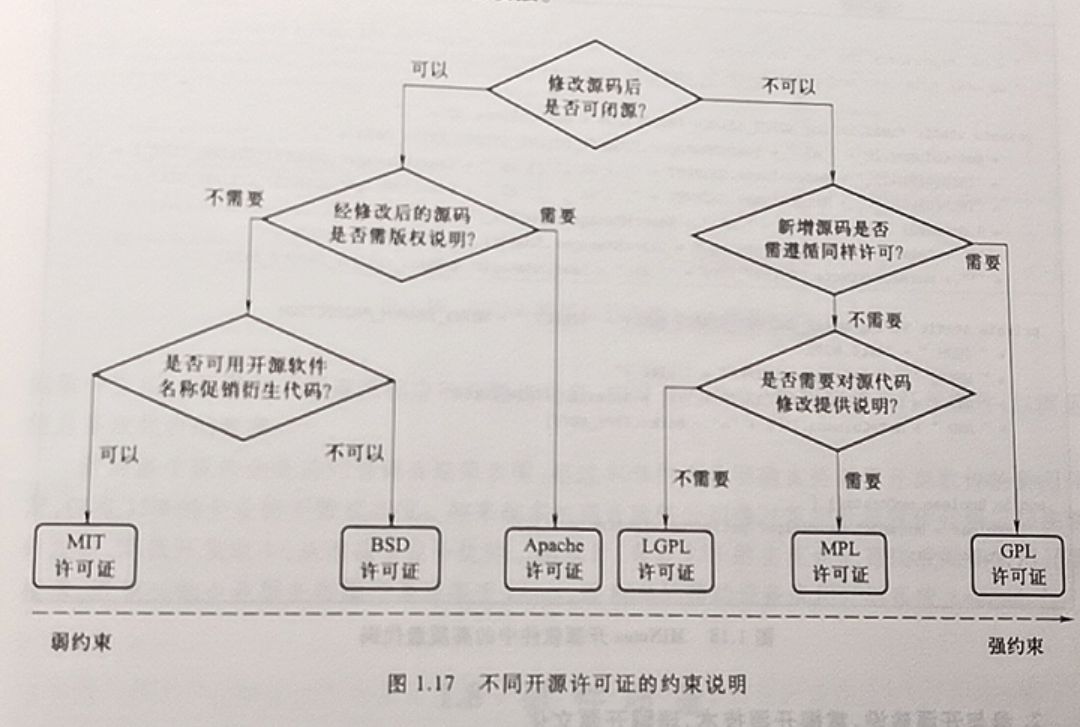 修改源码后
是否可闭源?
可以
不可以
经修改后的源码
是否需版权说明?
不需要
需要
新增源码是否
需遵循同样许可?
需要
不需要
是否可用开源软件
名称促销衍生代码?
可以
不可以
是否需要对源代码
修改提供说明?
不需要
需要
MIT
许可证
BSD
许可证
Apache
许可证
LGPL
许可证
MPL
许可证
GPL
许可证
弱约束
强约束
图 1.17 不同开源许可证的约束说明